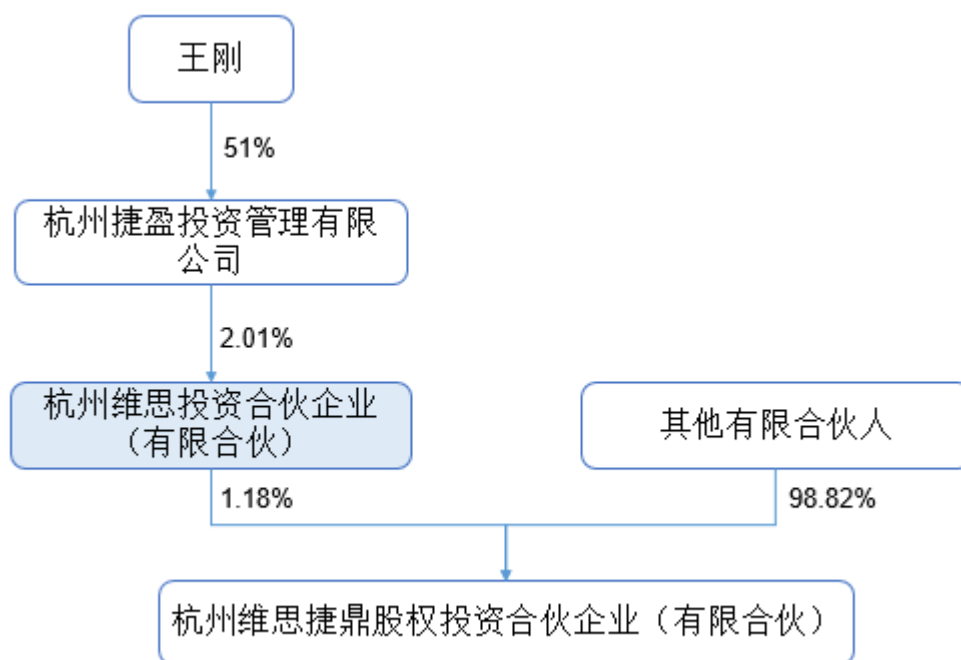 王刚
51%
杭州捷盈投资管理有限
公司
2.01%
杭州维思投资合伙企业
（有限合伙）
其他有限合伙人
1.18%
98.82%
杭州维思捷鼎股权投资合伙企业（有限合伙）